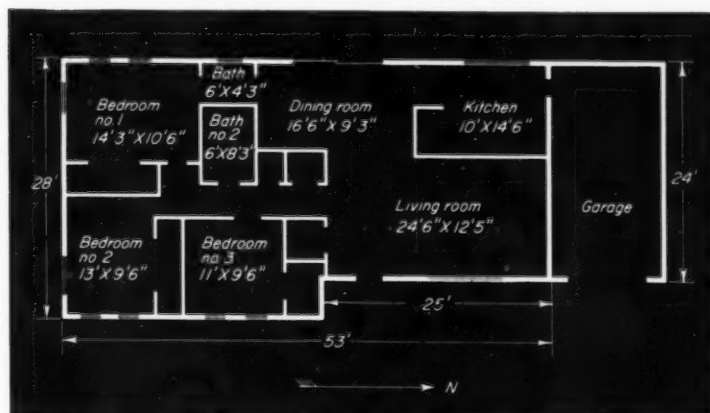 Bath
6'X4'3"
Bedroom
no.1
14'3"X10'6"
Bath
no.2
6'X8'3'
Dining room
16'6"X9'3"
Kitchen
10'X14'6"
28'
24'
Living room
24'6"X12'5"
Garage
Bedroom
no 2
13'X9'6"
Bedroom
no 3
11'X9'6"
25'
53'
N